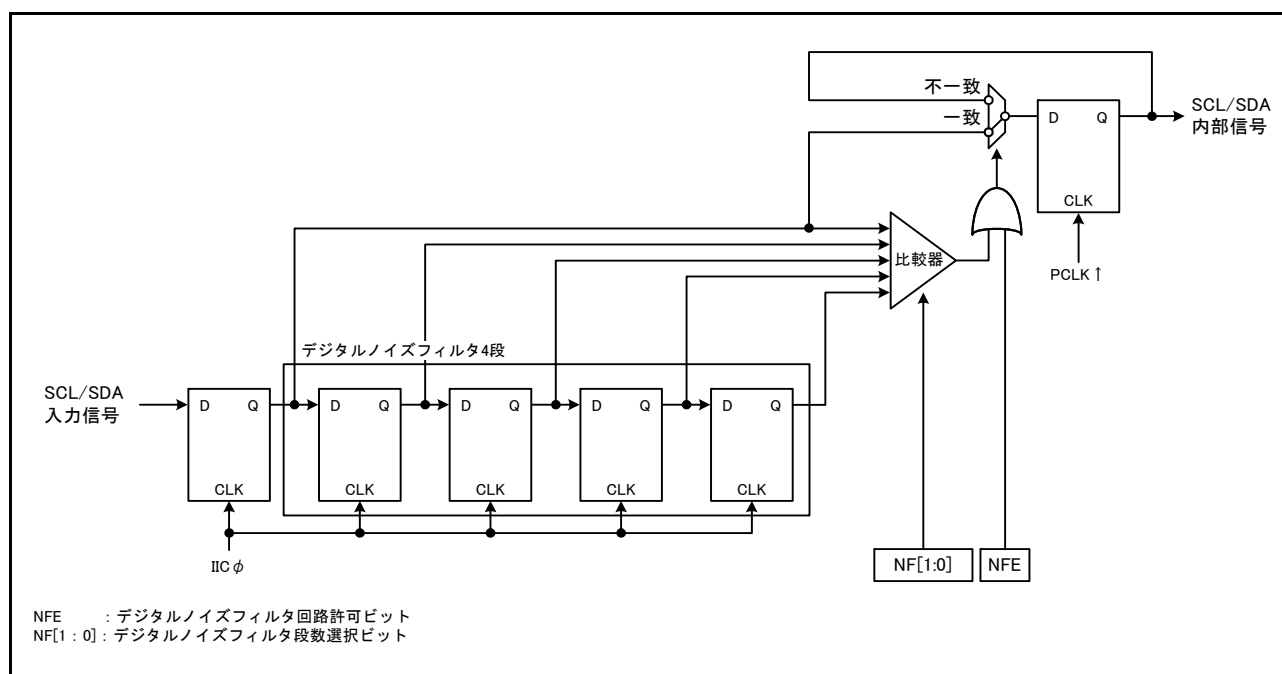 不一致
一致
D Q
CLK
PCLK↑
SCL/SDA
内部信号
比較器
デジタルノイズフィルタ4段
SCL/SDA
入力信号
D Q
CLK
D Q
CLK
D Q
CLK
D Q
CLK
D Q
CLK
IICφ
NF[1:0]
NFE
NFE : デジタルノイズフィルタ回路許可ビット
NF[1 : 0] : デジタルノイズフィルタ段数選択ビット